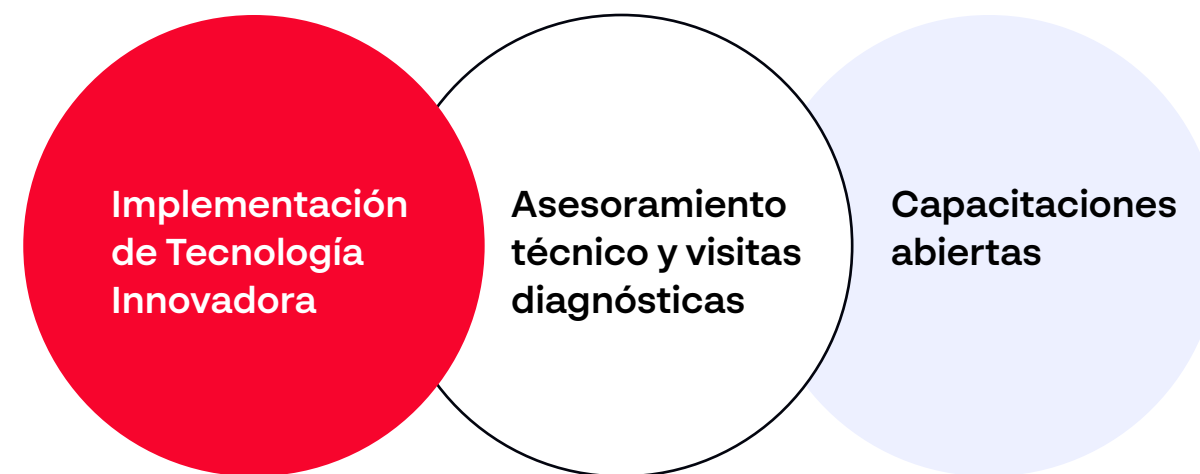 Implementación
de Tecnología
Innovadora
Asesoramiento
técnico y visitas
diagnósticas
Capacitaciones
abiertas